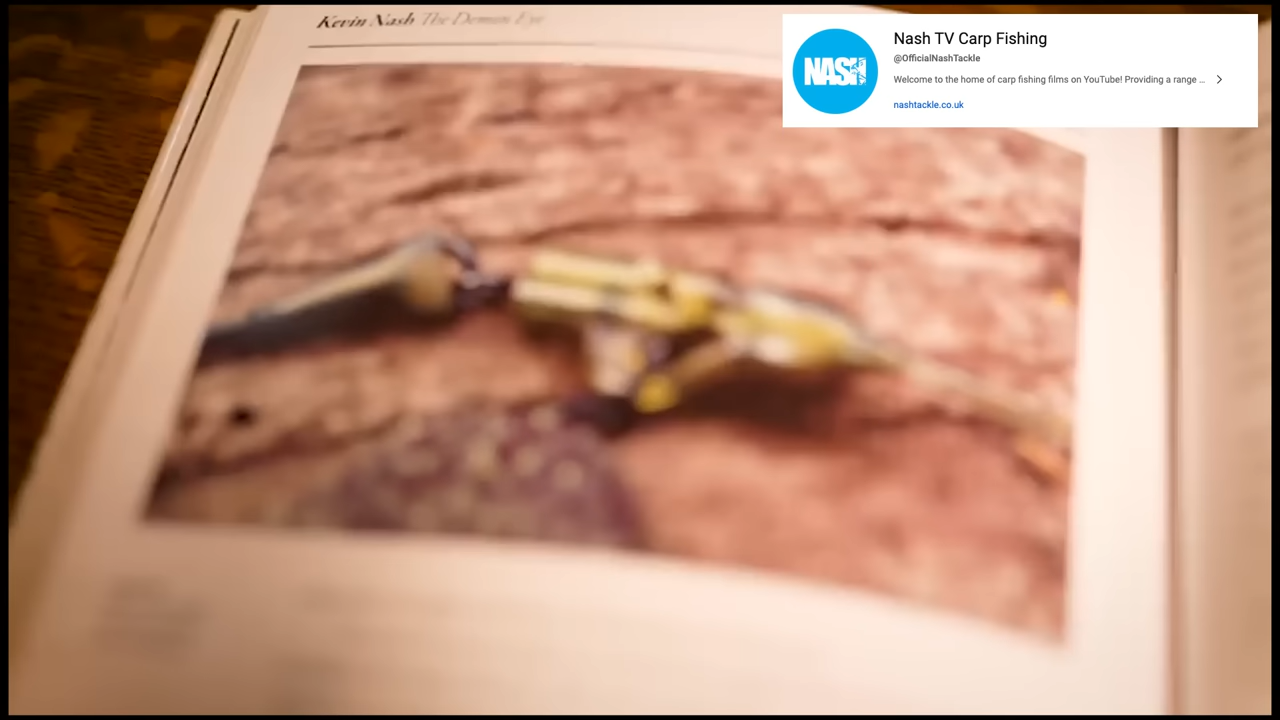 Kevin Nash The Demon Eye
NASH
Nash TV Carp Fishing
@OfficialNashTackle
Welcome to the home of carp fishing films on YouTube! Providing a range ...
nashtackle.co.uk